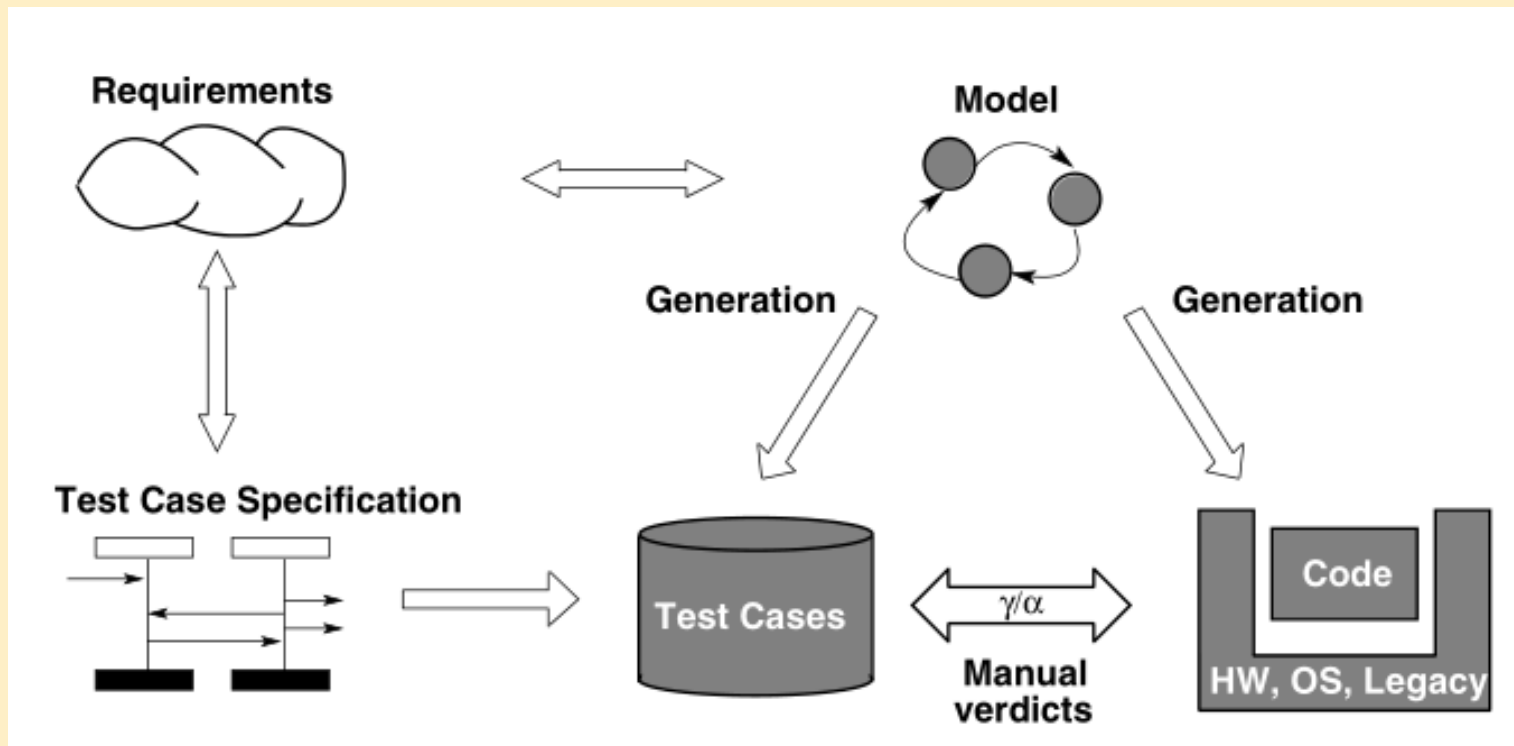 Requirements
Model
Generation
Generation
Test Case Specification
Test Cases
γ/α
Manual
verdicts
Code
HW, OS, Legacy